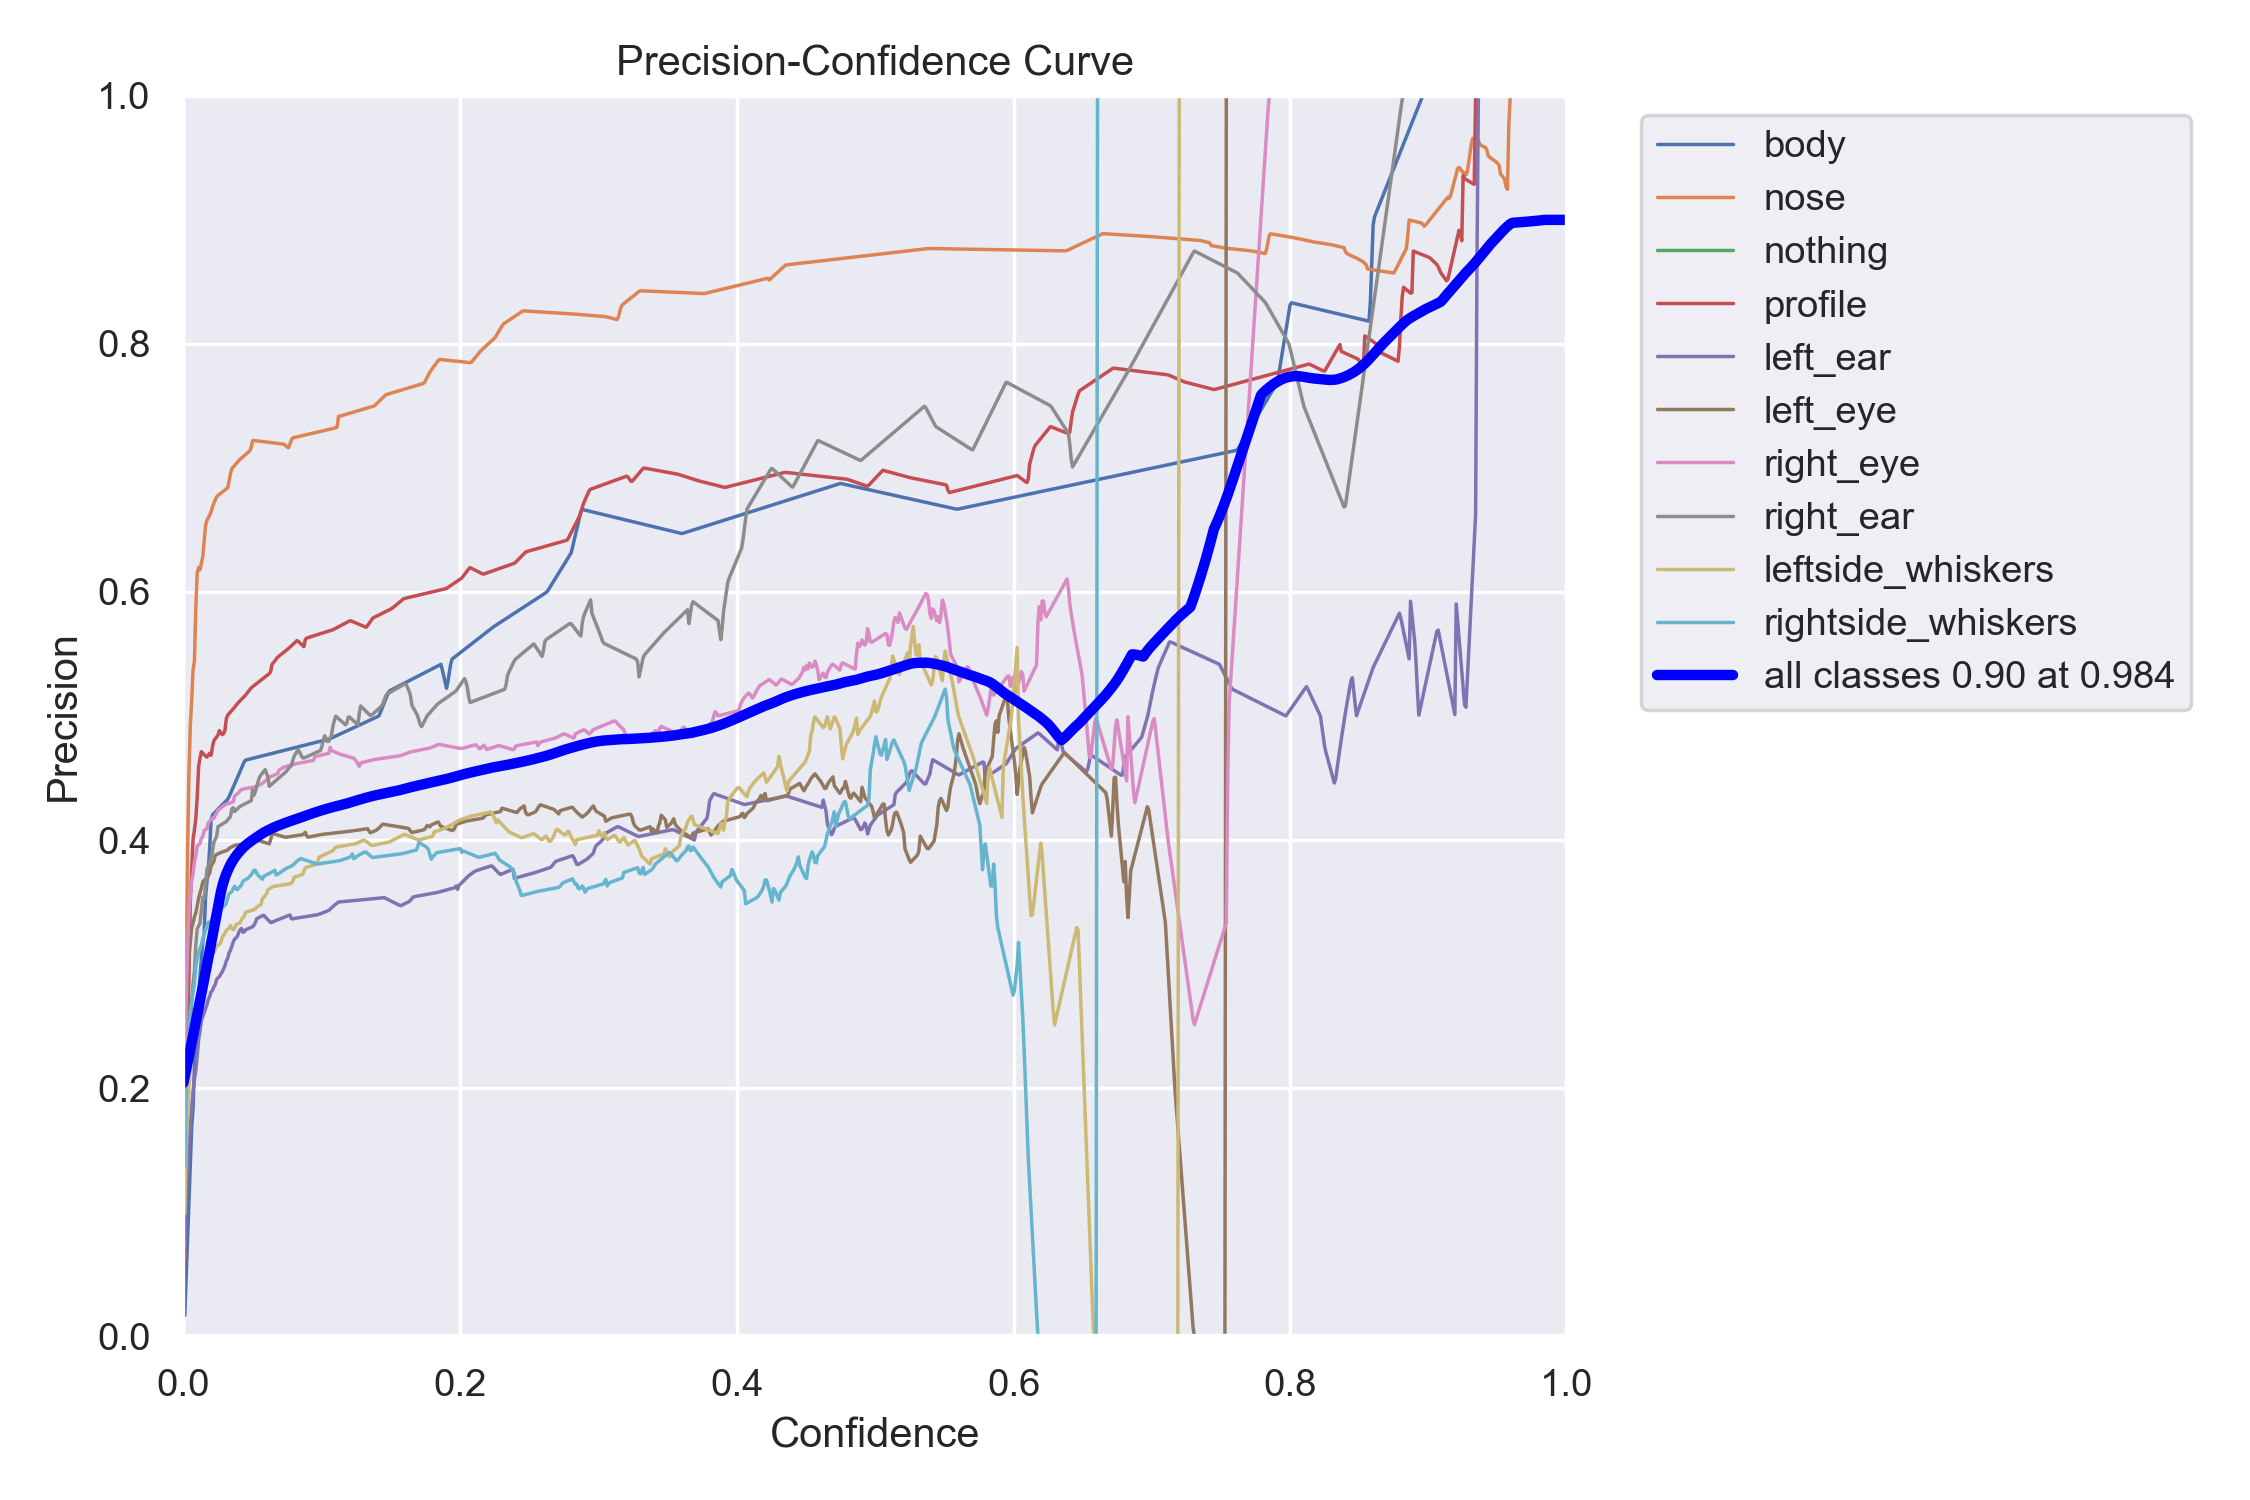 Precision-Confidence Curve
1.0
0.8
0.6
0.4
0.2
0.0
Precision
0.0 0.2 0.4 0.6 0.8 1.0
Confidence
body
nose
nothing
profile
left_ear
left_eye
right_eye
right_ear
leftside_whiskers
rightside_whiskers
all classes 0.90 at 0.984